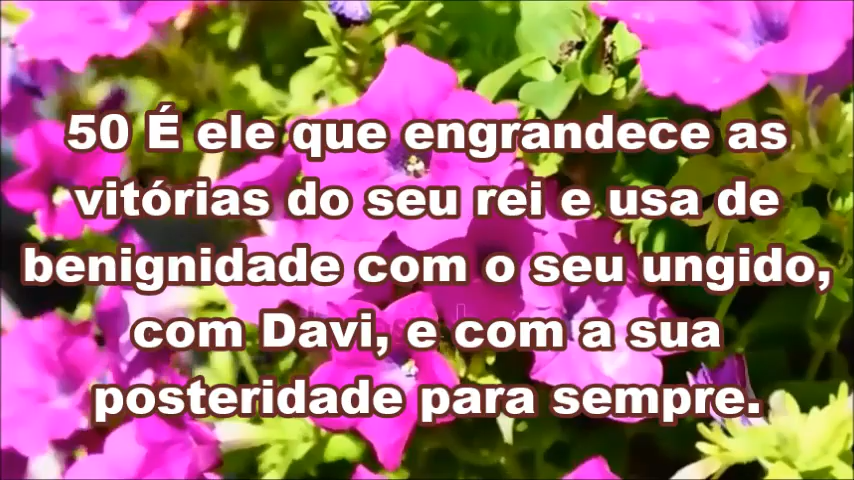 50 É ele que engrandece as
vitórias do seu rei e usa de
benignidade com o seu ungido,
com Davi, e com a sua
posteridade para sempre.